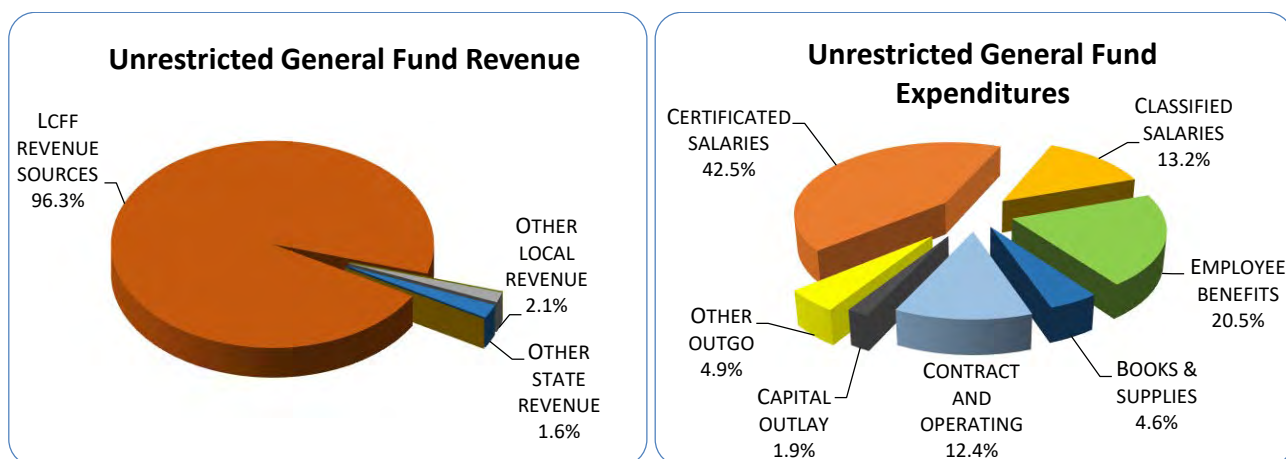 Unrestricted General Fund Revenue
LCFF
REVENUE
SOURCES
96.3%
OTHER
LOCAL
REVENUE
2.1%
OTHER
STATE
REVENUE
1.6%
Unrestricted General Fund
Expenditures
CERTIFICATED
SALARIES
42.5%
CLASSIFIED
SALARIES
13.2%
EMPLOYEE
BENEFITS
20.5%
BOOKS &
SUPPLIES
4.6%
CONTRACT
AND
OPERATING
12.4%
CAPITAL
OUTLAY
1.9%
OTHER
OUTGO
4.9%